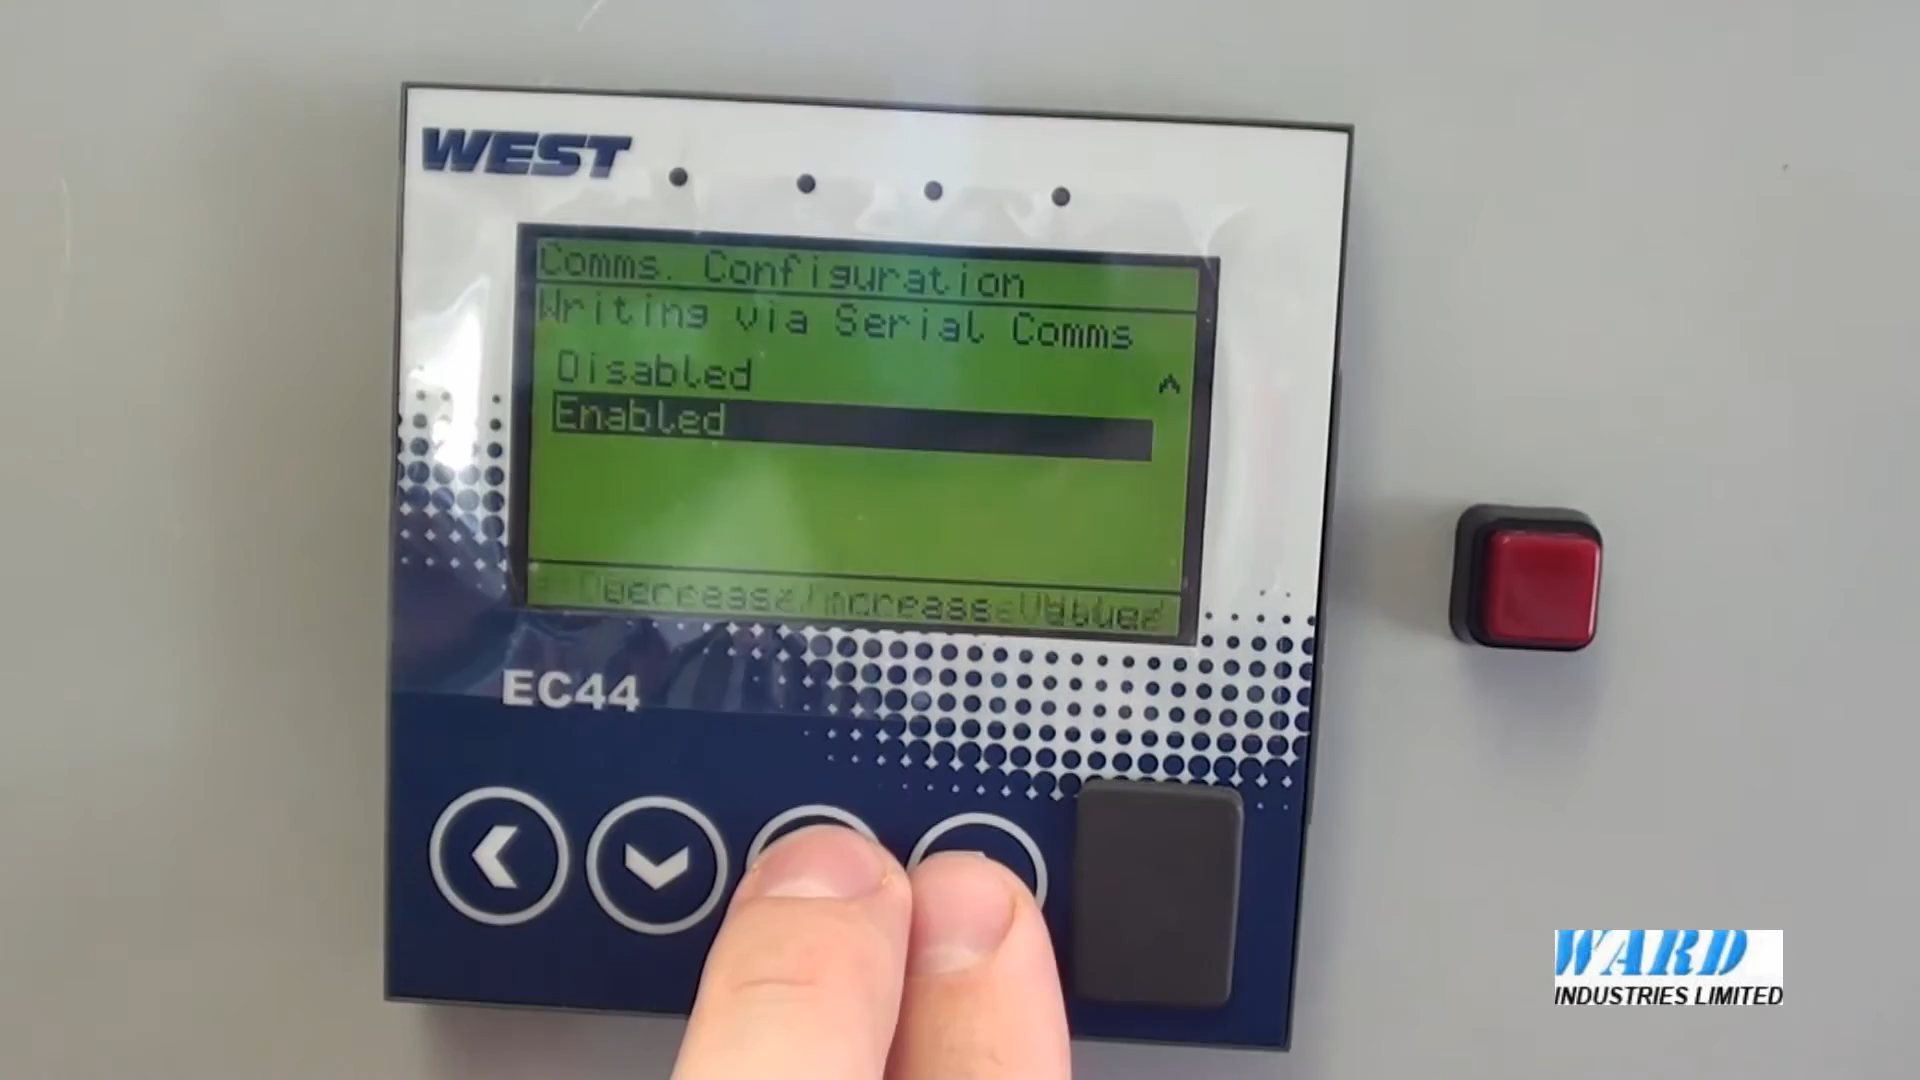 WEST
Comms. Configuration
Writing via Serial Comms
Disabled
Enabled
EC44
WARD
INDUSTRIES LIMITED